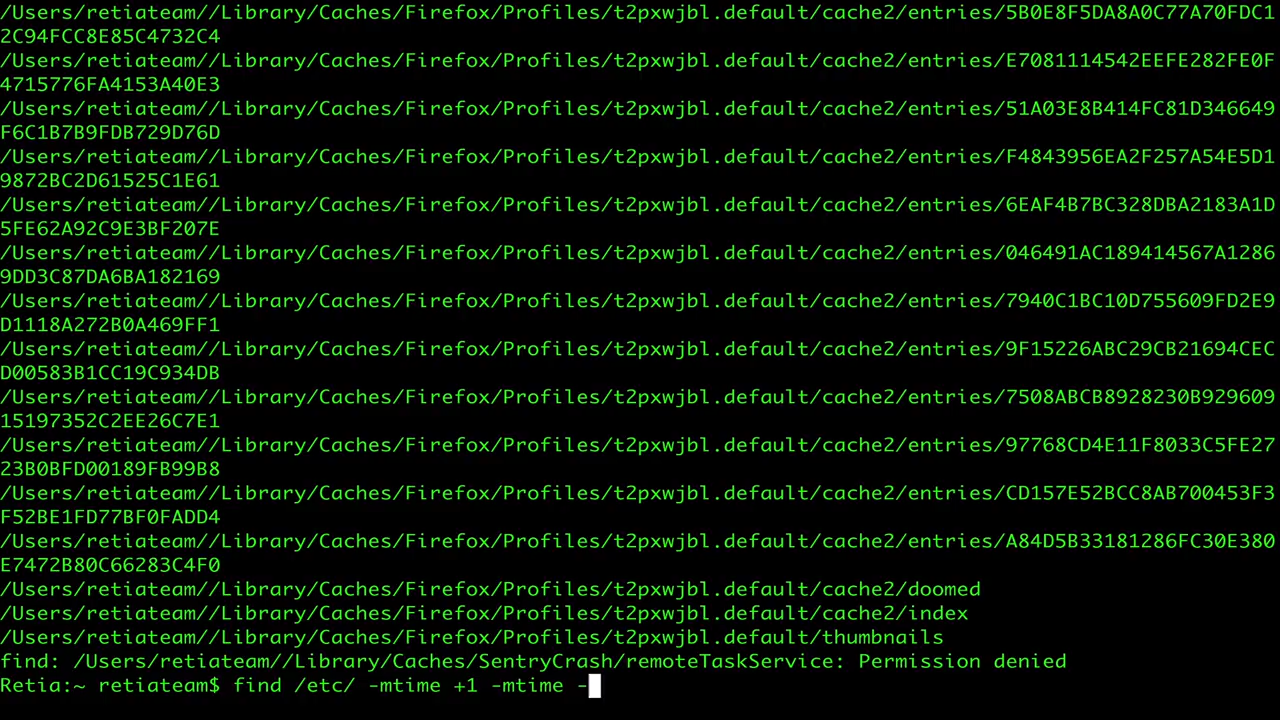 /Users/retiateam//Library/Caches/Firefox/Profiles/t2pxwjbl.default/cache2/entries/5B0E8F5DA8A0C77A70FDC1
2C94FCC8E85C4732C4
/Users/retiateam//Library/Caches/Firefox/Profiles/t2pxwjbl.default/cache2/entries/E7081114542EEFE282FE0F
4715776FA4153A40E3
/Users/retiateam//Library/Caches/Firefox/Profiles/t2pxwjbl.default/cache2/entries/51A03E8B414FC81D346649
F6C1B7B9FDB729D76D
/Users/retiateam//Library/Caches/Firefox/Profiles/t2pxwjbl.default/cache2/entries/F4843956EA2F257A54E5D1
9872BC2D61525C1E61
/Users/retiateam//Library/Caches/Firefox/Profiles/t2pxwjbl.default/cache2/entries/6EAF4B7BC328DBA2183A1D
5FE62A92C9E3BF207E
/Users/retiateam//Library/Caches/Firefox/Profiles/t2pxwjbl.default/cache2/entries/046491AC189414567A1286
9DD3C87DA6BA182169
/Users/retiateam//Library/Caches/Firefox/Profiles/t2pxwjbl.default/cache2/entries/7940C1BC10D755609FD2E9
D1118A272B0A469FF1
/Users/retiateam//Library/Caches/Firefox/Profiles/t2pxwjbl.default/cache2/entries/9F15226ABC29CB21694CEC
D00583B1CC19C934DB
/Users/retiateam//Library/Caches/Firefox/Profiles/t2pxwjbl.default/cache2/entries/7508ABCB8928230B929609
15197352C2EE26C7E1
/Users/retiateam//Library/Caches/Firefox/Profiles/t2pxwjbl.default/cache2/entries/97768CD4E11F8033C5FE27
23B0BFD00189FB99B8
/Users/retiateam//Library/Caches/Firefox/Profiles/t2pxwjbl.default/cache2/entries/CD157E52BCC8AB700453F3
F52BE1FD77BF0FADD4
/Users/retiateam//Library/Caches/Firefox/Profiles/t2pxwjbl.default/cache2/entries/A84D5B33181286FC30E380
E7472B80C66283C4F0
/Users/retiateam//Library/Caches/Firefox/Profiles/t2pxwjbl.default/cache2/doomed
/Users/retiateam//Library/Caches/Firefox/Profiles/t2pxwjbl.default/cache2/index
/Users/retiateam//Library/Caches/Firefox/Profiles/t2pxwjbl.default/thumbnails
find: /Users/retiateam//Library/Caches/SentryCrash/remoteTaskService: Permission denied
Retia:~ retiateam$ find /etc/ -mtime +1 -mtime -